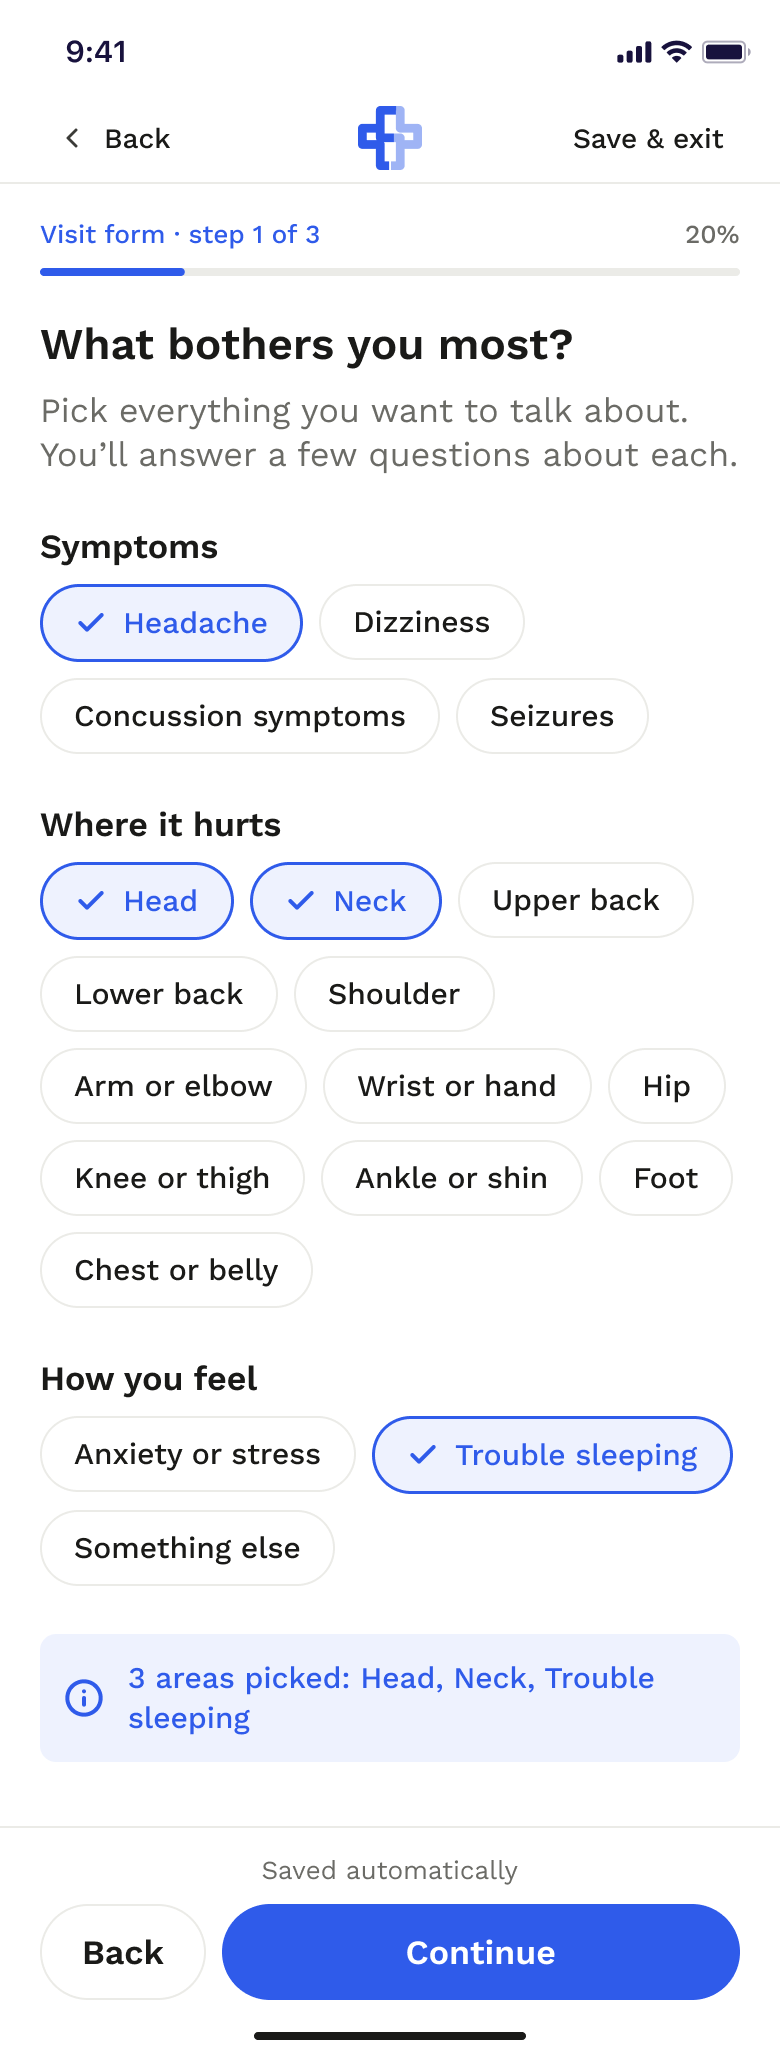 9:41
Back
Save & exit
Visit form · step 1 of 3
20%
What bothers you most?
Pick everything you want to talk about.
You’ll answer a few questions about each.
Symptoms
Headache
Dizziness
Concussion symptoms
Seizures
Where it hurts
Head
Neck
Upper back
Lower back
Shoulder
Arm or elbow
Wrist or hand
Hip
Knee or thigh
Ankle or shin
Foot
Chest or belly
How you feel
Anxiety or stress
Trouble sleeping
Something else
3 areas picked: Head, Neck, Trouble
sleeping
Saved automatically
Back
Continue